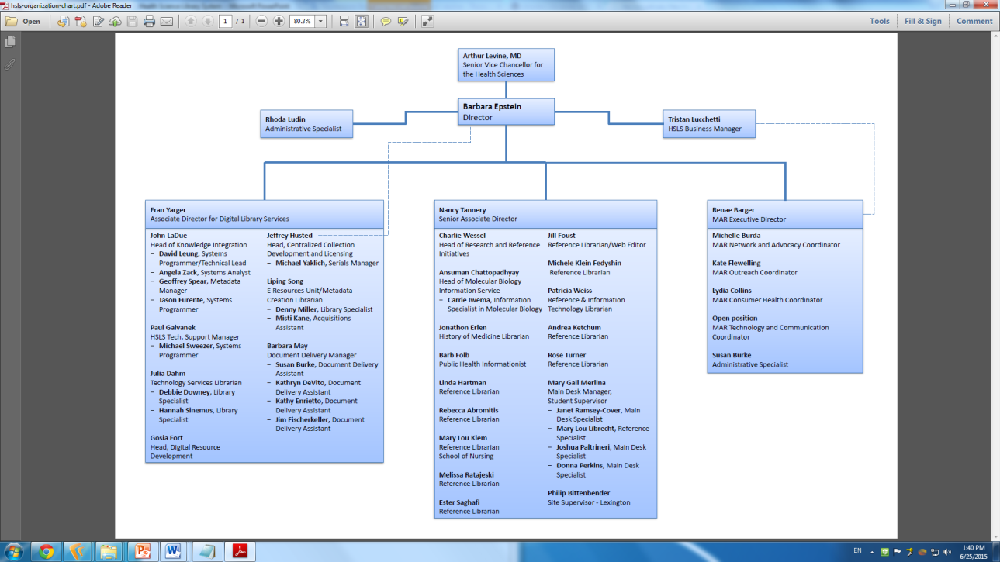 hsls-organization-chart.pdf - Adobe Reader
Open
1
/ 1
80.3%
Tools
Fill & Sign
Comment
Arthur Levine, MD
Senior Vice Chancellor for
the Health Sciences
Barbara Epstein
Director
Rhoda Ludin
Administrative Specialist
Tristan Lucchetti
HSLS Business Manager
Fran Yarger
Associate Director for Digital Library Services
John LaDue
Head of Knowledge Integration
– David Leung, Systems
Programmer/Technical Lead
– Angela Zack, Systems Analyst
– Geoffrey Spear, Metadata
Manager
– Jason Furente, Systems
Programmer
Paul Galvanek
HSLS Tech. Support Manager
– Michael Sweezer, Systems
Programmer
Julia Dahm
Technology Services Librarian
– Debbie Downey, Library
Specialist
– Hannah Sinemus, Library
Specialist
Gosia Fort
Head, Digital Resource
Development
Jeffrey Husted
Head, Centralized Collection
Development and Licensing
– Michael Yaklich, Serials Manager
Liping Song
E Resources Unit/Metadata
Creation Librarian
– Denny Miller, Library Specialist
– Misti Kane, Acquisitions
Assistant
Barbara May
Document Delivery Manager
– Susan Burke, Document Delivery
Assistant
– Kathryn DeVito, Document
Delivery Assistant
– Kathy Enrietto, Document
Delivery Assistant
– Jim Fischerkeller, Document
Delivery Assistant
Nancy Tannery
Senior Associate Director
Charlie Wessel
Head of Research and Reference
Initiatives
Ansuman Chattopadhyay
Head of Molecular Biology
Information Service
– Carrie Iwema, Information
Specialist in Molecular Biology
Jonathon Erlen
History of Medicine Librarian
Barb Folb
Public Health Informationist
Linda Hartman
Reference Librarian
Rebecca Abromitis
Reference Librarian
Mary Lou Klem
Reference Librarian
School of Nursing
Melissa Ratajeski
Reference Librarian
Ester Saghafi
Reference Librarian
Jill Foust
Reference Librarian/Web Editor
Michele Klein Fedyshin
Reference Librarian
Patricia Weiss
Reference & Information
Technology Librarian
Andrea Ketchum
Reference Librarian
Rose Turner
Reference Librarian
Mary Gail Merlina
Main Desk Manager,
Student Supervisor
– Janet Ramsey-Cover, Main
Desk Specialist
– Mary Lou Librecht, Reference
Specialist
– Joshua Paltrineri, Main Desk
Specialist
– Donna Perkins, Main Desk
Specialist
Philip Bittenbender
Site Supervisor - Lexington
Renae Barger
MAR Executive Director
Michelle Burda
MAR Network and Advocacy Coordinator
Kate Flewelling
MAR Outreach Coordinator
Lydia Collins
MAR Consumer Health Coordinator
Open position
MAR Technology and Communication
Coordinator
Susan Burke
Administrative Specialist
EN
1:40 PM
6/25/2015